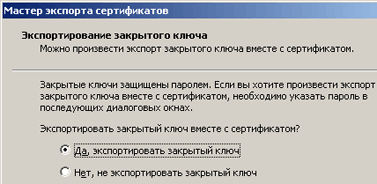 Мастер экспорта сертификатов
Экспортирование закрытого ключа
Можно произвести экспорт закрытого ключа вместе с сертификатом.
Закрытые ключи защищены паролем. Если вы хотите произвести экспорт
закрытого ключа вместе с сертификатом, необходимо указать пароль в
последующих диалоговых окнах.
Экспортировать закрытый ключ вместе с сертификатом?
Да, экспортировать закрытый ключ
Нет, не экспортировать закрытый ключ